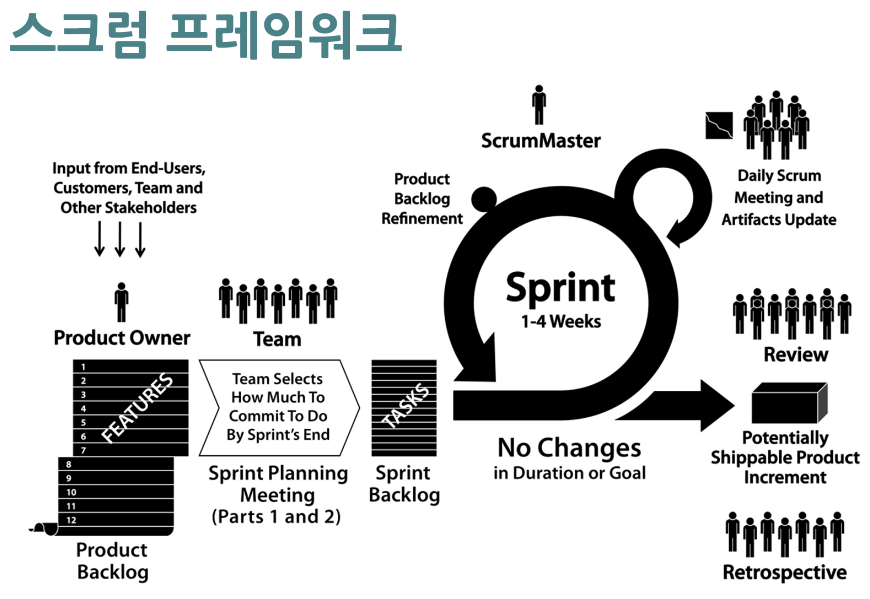 스크럼 프레임워크
Input from End-Users,
Customers, Team and
Other Stakeholders
Product Owner
1
2
3
4
5
6
7
FEATURES
8
9
10
11
12
Product
Backlog
Team
Team Selects
How Much To
Commit To Do
By Sprint's End
Sprint Planning
Meeting
(Parts 1 and 2)
TASKS
Sprint
Backlog
ScrumMaster
Product
Backlog
Refinement
Sprint
1-4 Weeks
No Changes
in Duration or Goal
Daily Scrum
Meeting and
Artifacts Update
Review
Potentially
Shippable Product
Increment
Retrospective